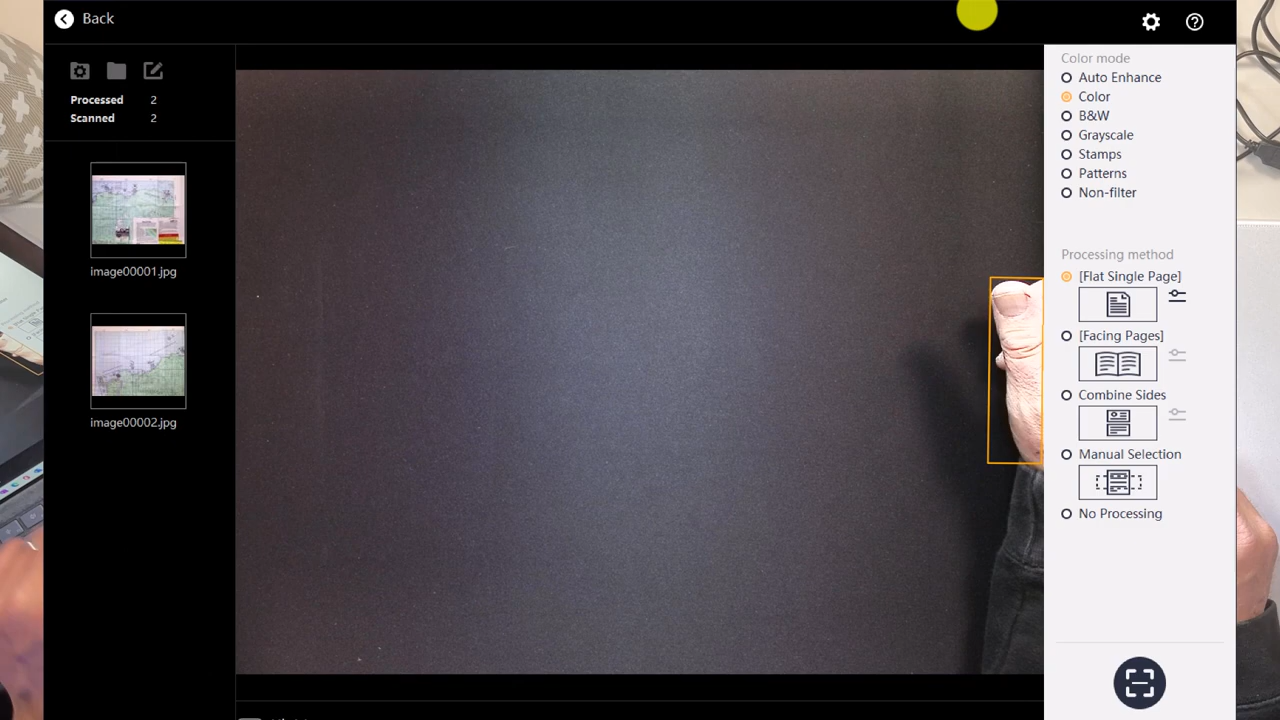 Back
Processed 2
Scanned 2
image00001.jpg
image00002.jpg
Color mode
Auto Enhance
Color
B&W
Grayscale
Stamps
Patterns
Non-filter
Processing method
[Flat Single Page]
[Facing Pages]
Combine Sides
Manual Selection
No Processing